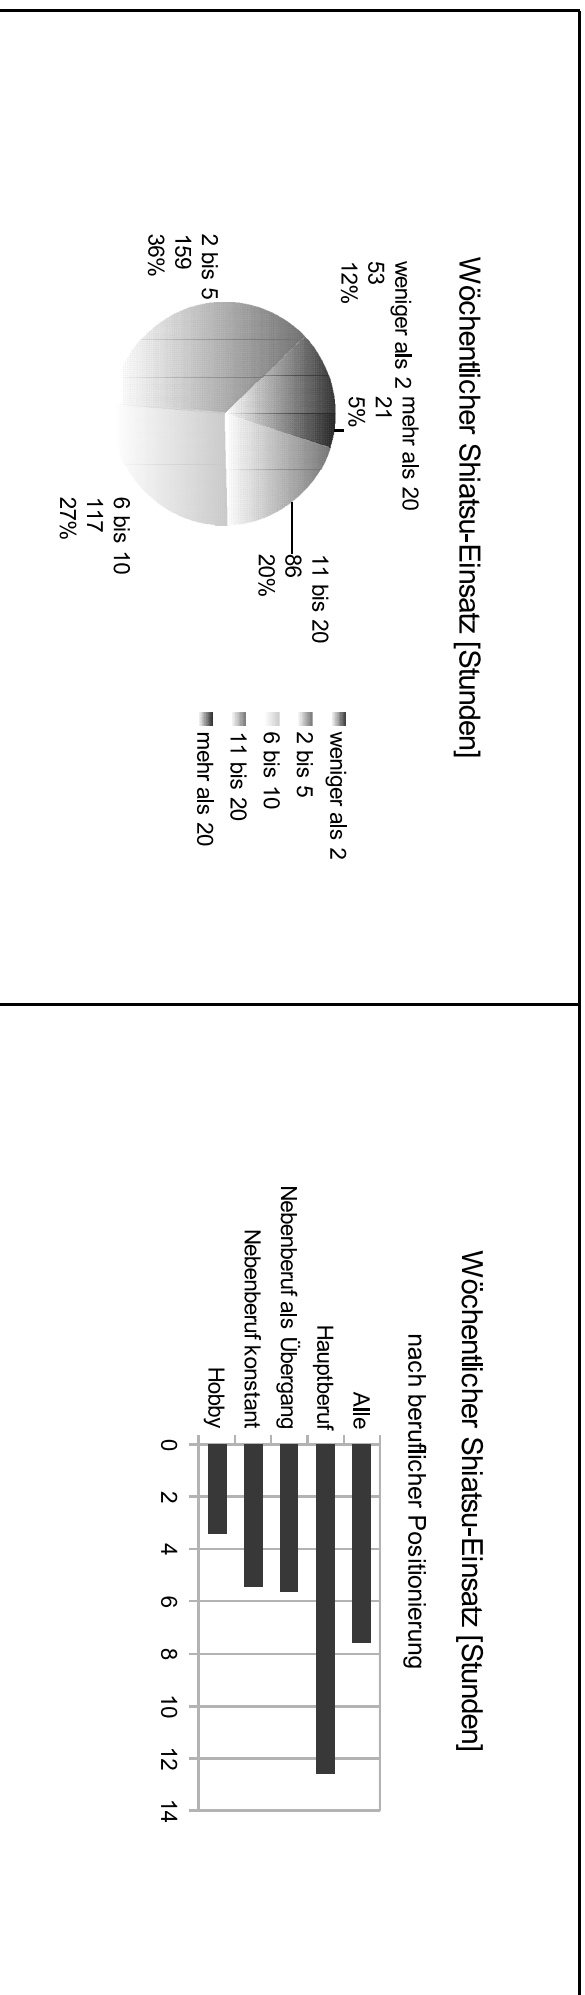 Wöchentlicher Shiatsu-Einsatz [Stunden]
weniger als 2
53
12%
mehr als 20
21
5%
11 bis 20
86
20%
2 bis 5
159
36%
6 bis 10
117
27%
weniger als 2
2 bis 5
6 bis 10
11 bis 20
mehr als 20
Wöchentlicher Shiatsu-Einsatz [Stunden]
nach beruflicher Positionierung
Alle
Hauptberuf
Nebenberuf als Übergang
Nebenberuf konstant
Hobby
0 2 4 6 8 10 12 14